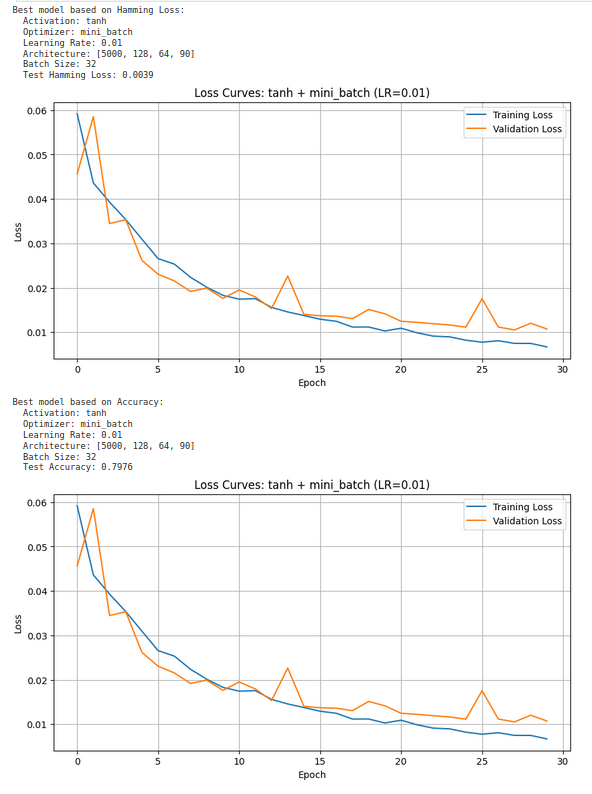 Best model based on Hamming Loss:
Activation: tanh
Optimizer: mini_batch
Learning Rate: 0.01
Architecture: [5000, 128, 64, 90]
Batch Size: 32
Test Hamming Loss: 0.0039
Loss Curves: tanh + mini_batch (LR=0.01)
Training Loss
Validation Loss
0.06
0.05
0.04
0.03
0.02
0.01
Loss
0 5 10 15 20 25 30
Epoch
Best model based on Accuracy:
Activation: tanh
Optimizer: mini_batch
Learning Rate: 0.01
Architecture: [5000, 128, 64, 90]
Batch Size: 32
Test Accuracy: 0.7976
Loss Curves: tanh + mini_batch (LR=0.01)
Training Loss
Validation Loss
0.06
0.05
0.04
0.03
0.02
0.01
Loss
0 5 10 15 20 25 30
Epoch